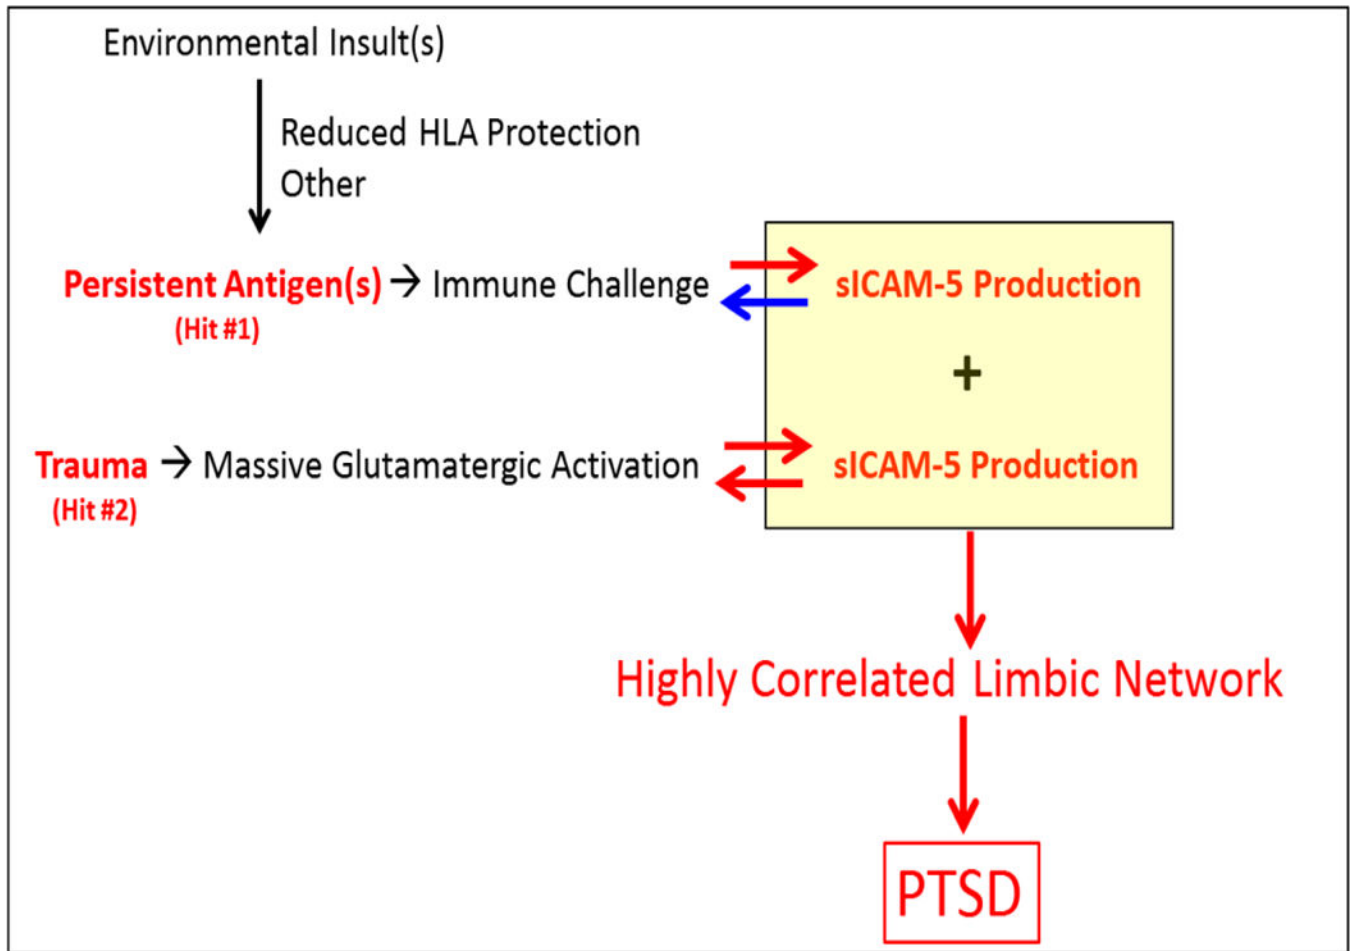 Environmental Insult(s)
Reduced HLA Protection
Other
Persistent Antigen(s) → Immune Challenge
(Hit #1)
sICAM-5 Production
+
Trauma → Massive Glutamatergic Activation
(Hit #2)
sICAM-5 Production
Highly Correlated Limbic Network
PTSD